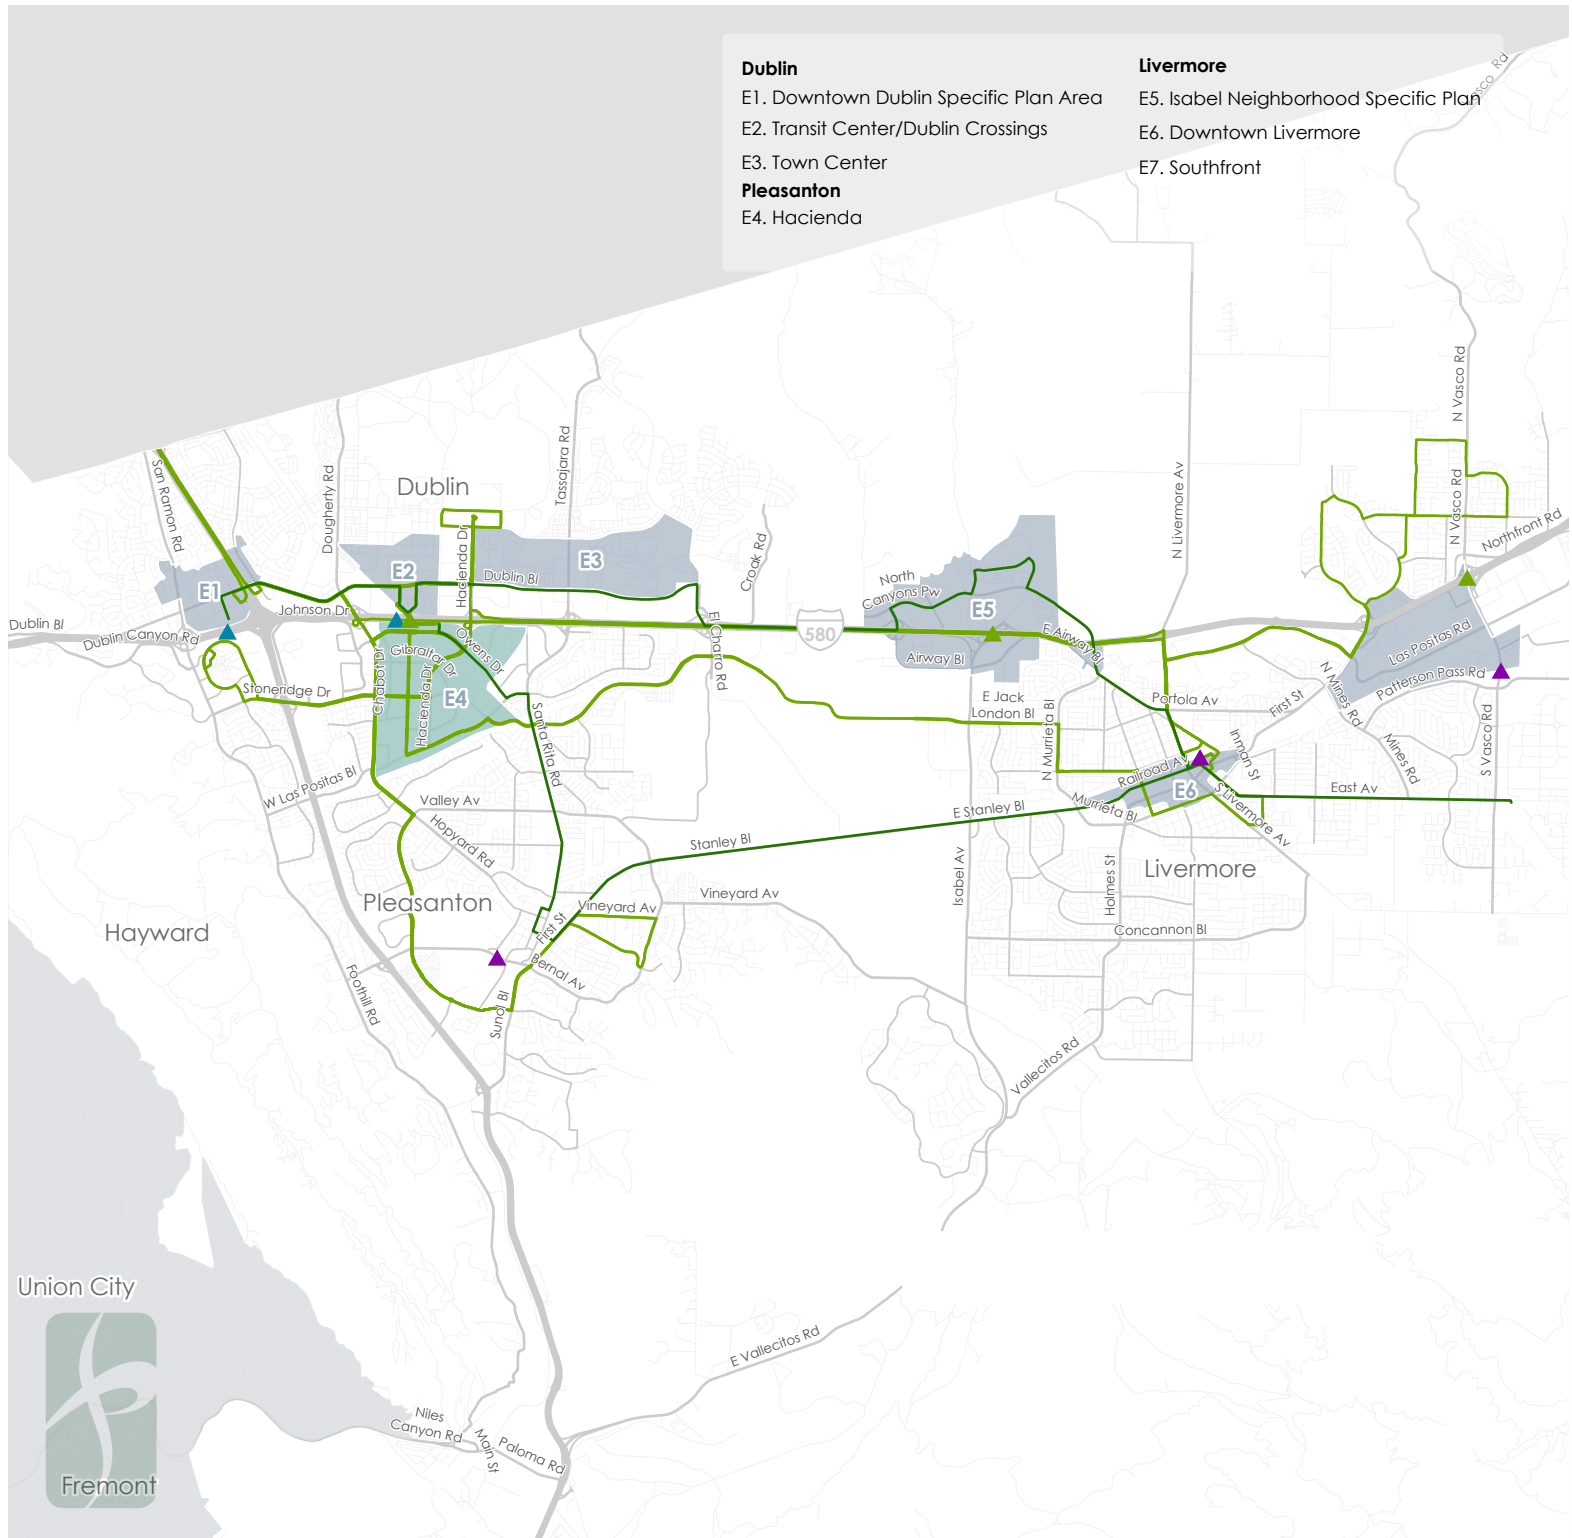 Dublin
E1. Downtown Dublin Specific Plan Area
E2. Transit Center/Dublin Crossings
E3. Town Center
Pleasanton
E4. Hacienda
Livermore
E5. Isabel Neighborhood Specific Plan
E6. Downtown Livermore
E7. Southfront
asco Rd
N Vasco Rd
San Ramon Rd
Dougherty Rd
Dublin
Tassajara Rd
Hacienda Dr
Croak Rd
N Livermore Av
N Vasco Rd
Northfront Rd
E1
E2
E3
Dublin Bl
North
Canyons Pw
E5
Johnson Dr
Dublin Bl
Dublin Canyon Rd
580
El Charro Rd
E Airway Bl
Airway Bl
Las Positas Rd
Patterson Pass Rd
Owens Dr
Gibraltar Dr
Chabot Dr
Hacienda Dr
E4
Stoneridge Dr
Santa Rita Rd
E Jack
London Bl
N Murrieta Bl
Portola Av
First St
N Mines Rd
Mines Rd
S Vasco Rd
Inman St
Railroad Av
E6
Murrieta Bl
S Livermore Av
East Av
W Las Positas Bl
Valley Av
Hopyard Rd
E Stanley Bl
Stanley Bl
Isabel Av
Holmes St
Livermore
Pleasanton
Vineyard Av
Vineyard Av
First St
Hayward
Concannon Bl
Bernal Av
Foothill Rd
Sunol Bl
Vallecitos Rd
Union City
E Vallecitos Rd
Niles
Canyon Rd
Main St
Paloma Rd
Fremont